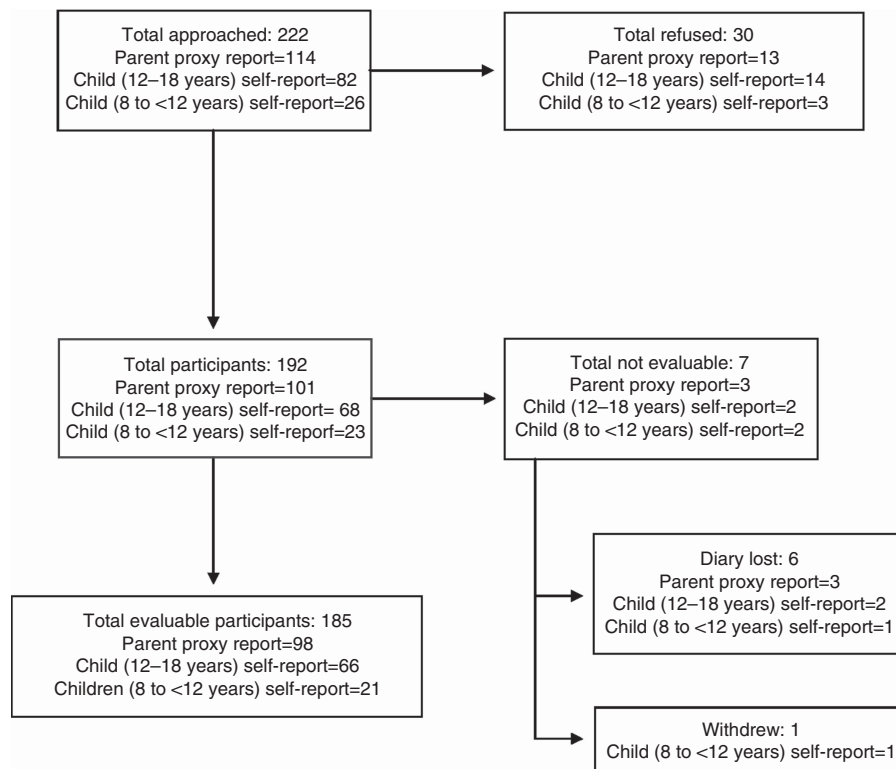 Total approached: 222
Parent proxy report=114
Child (12–18 years) self-report=82
Child (8 to <12 years) self-report=26
Total refused: 30
Parent proxy report=13
Child (12–18 years) self-report=14
Child (8 to <12 years) self-report=3
Total participants: 192
Parent proxy report=101
Child (12–18 years) self-report= 68
Child (8 to <12 years) self-report=23
Total not evaluable: 7
Parent proxy report=3
Child (12–18 years) self-report=2
Child (8 to <12 years) self-report=2
Diary lost: 6
Parent proxy report=3
Child (12–18 years) self-report=2
Child (8 to <12 years) self-report=1
Total evaluable participants: 185
Parent proxy report=98
Child (12–18 years) self-report=66
Children (8 to <12 years) self-report=21
Withdrew: 1
Child (8 to <12 years) self-report=1